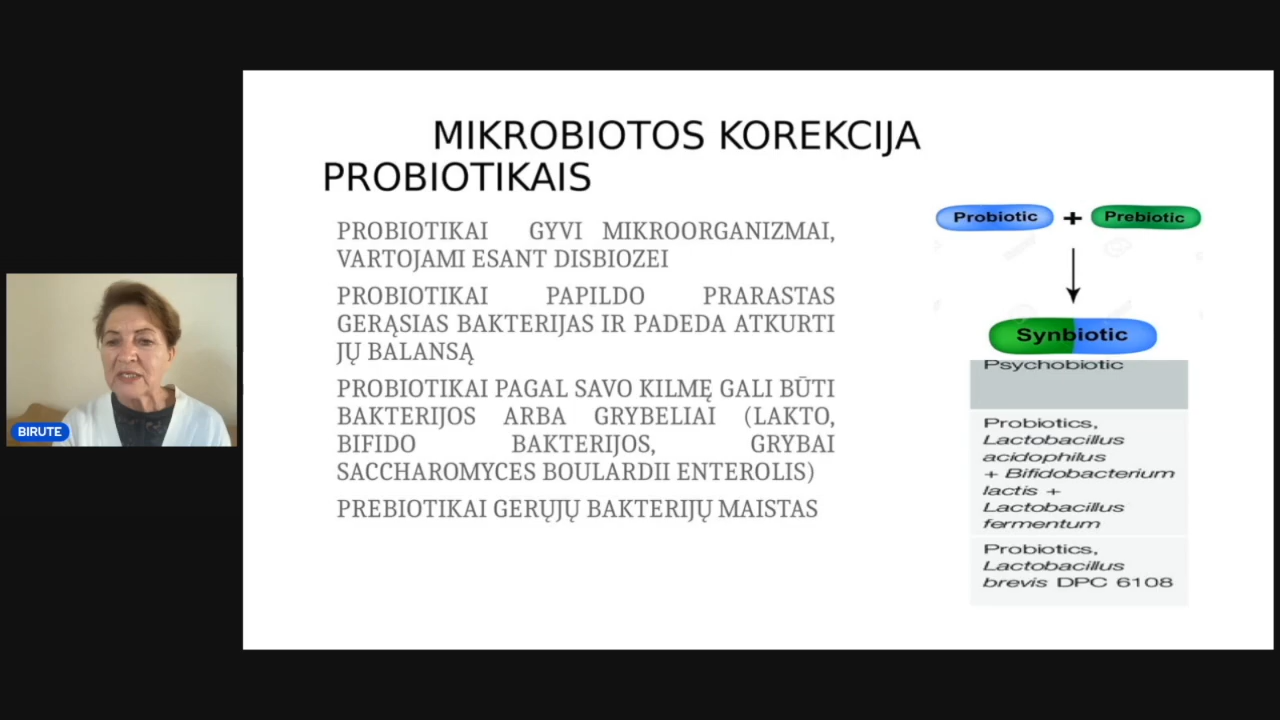 MIKROBIOTOS KOREKCIJA
PROBIOTIKAIS
PROBIOTIKAI GYVI MIKROORGANIZMAI,
VARTOJAMI ESANT DISBIOZEI
PROBIOTIKAI PAPILDO PRARASTAS
GERĄSIAS BAKTERIJAS IR PADEDA ATKURTI
JŲ BALANSĄ
PROBIOTIKAI PAGAL SAVO KILMĘ GALI BŪTI
BAKTERIJOS ARBA GRYBELIAI (LAKTO,
BIFIDO BAKTERIJOS, GRYBAI
SACCHAROMYCES BOULARDII ENTEROLIS)
PREBIOTIKAI GERŲJŲ BAKTERIJŲ MAISTAS
Probiotic + Prebiotic
Synbiotic
Psychobiotic
Probiotics,
Lactobacillus
acidophilus
+ Bifidobacterium
lactis +
Lactobacillus
fermentum
Probiotics,
Lactobacillus
brevis DPC 6108
BIRUTE